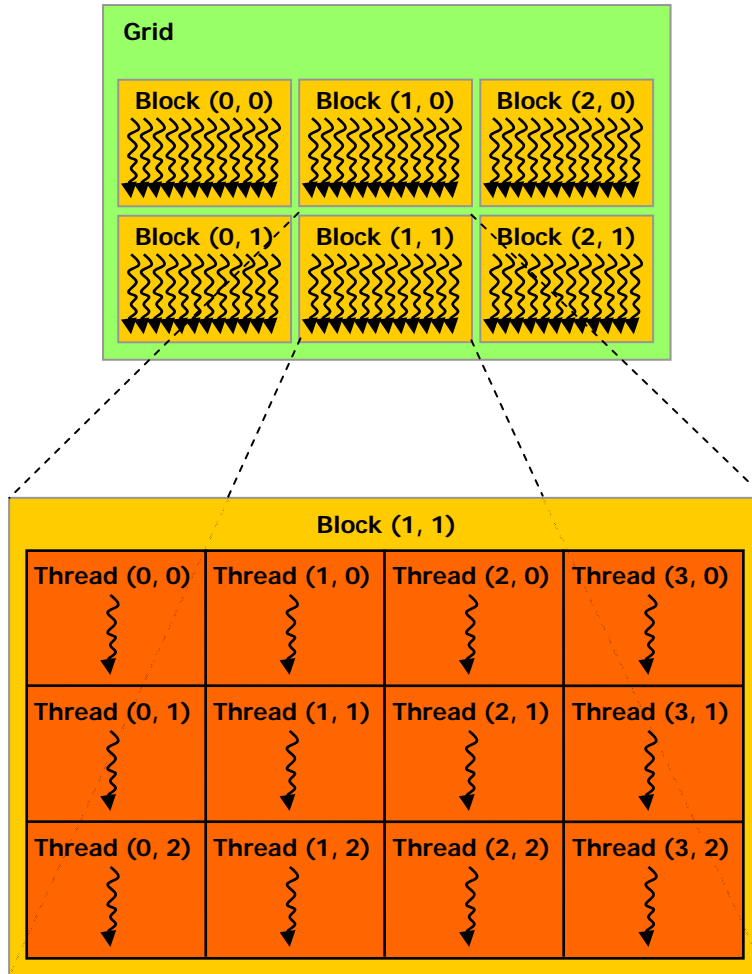 Grid
Block (0, 0) Block (1, 0) Block (2, 0)
Block (0, 1) Block (1, 1) Block (2, 1)
Block (1, 1)
Thread (0, 0) Thread (1, 0) Thread (2, 0) Thread (3, 0)
Thread (0, 1) Thread (1, 1) Thread (2, 1) Thread (3, 1)
Thread (0, 2) Thread (1, 2) Thread (2, 2) Thread (3, 2)